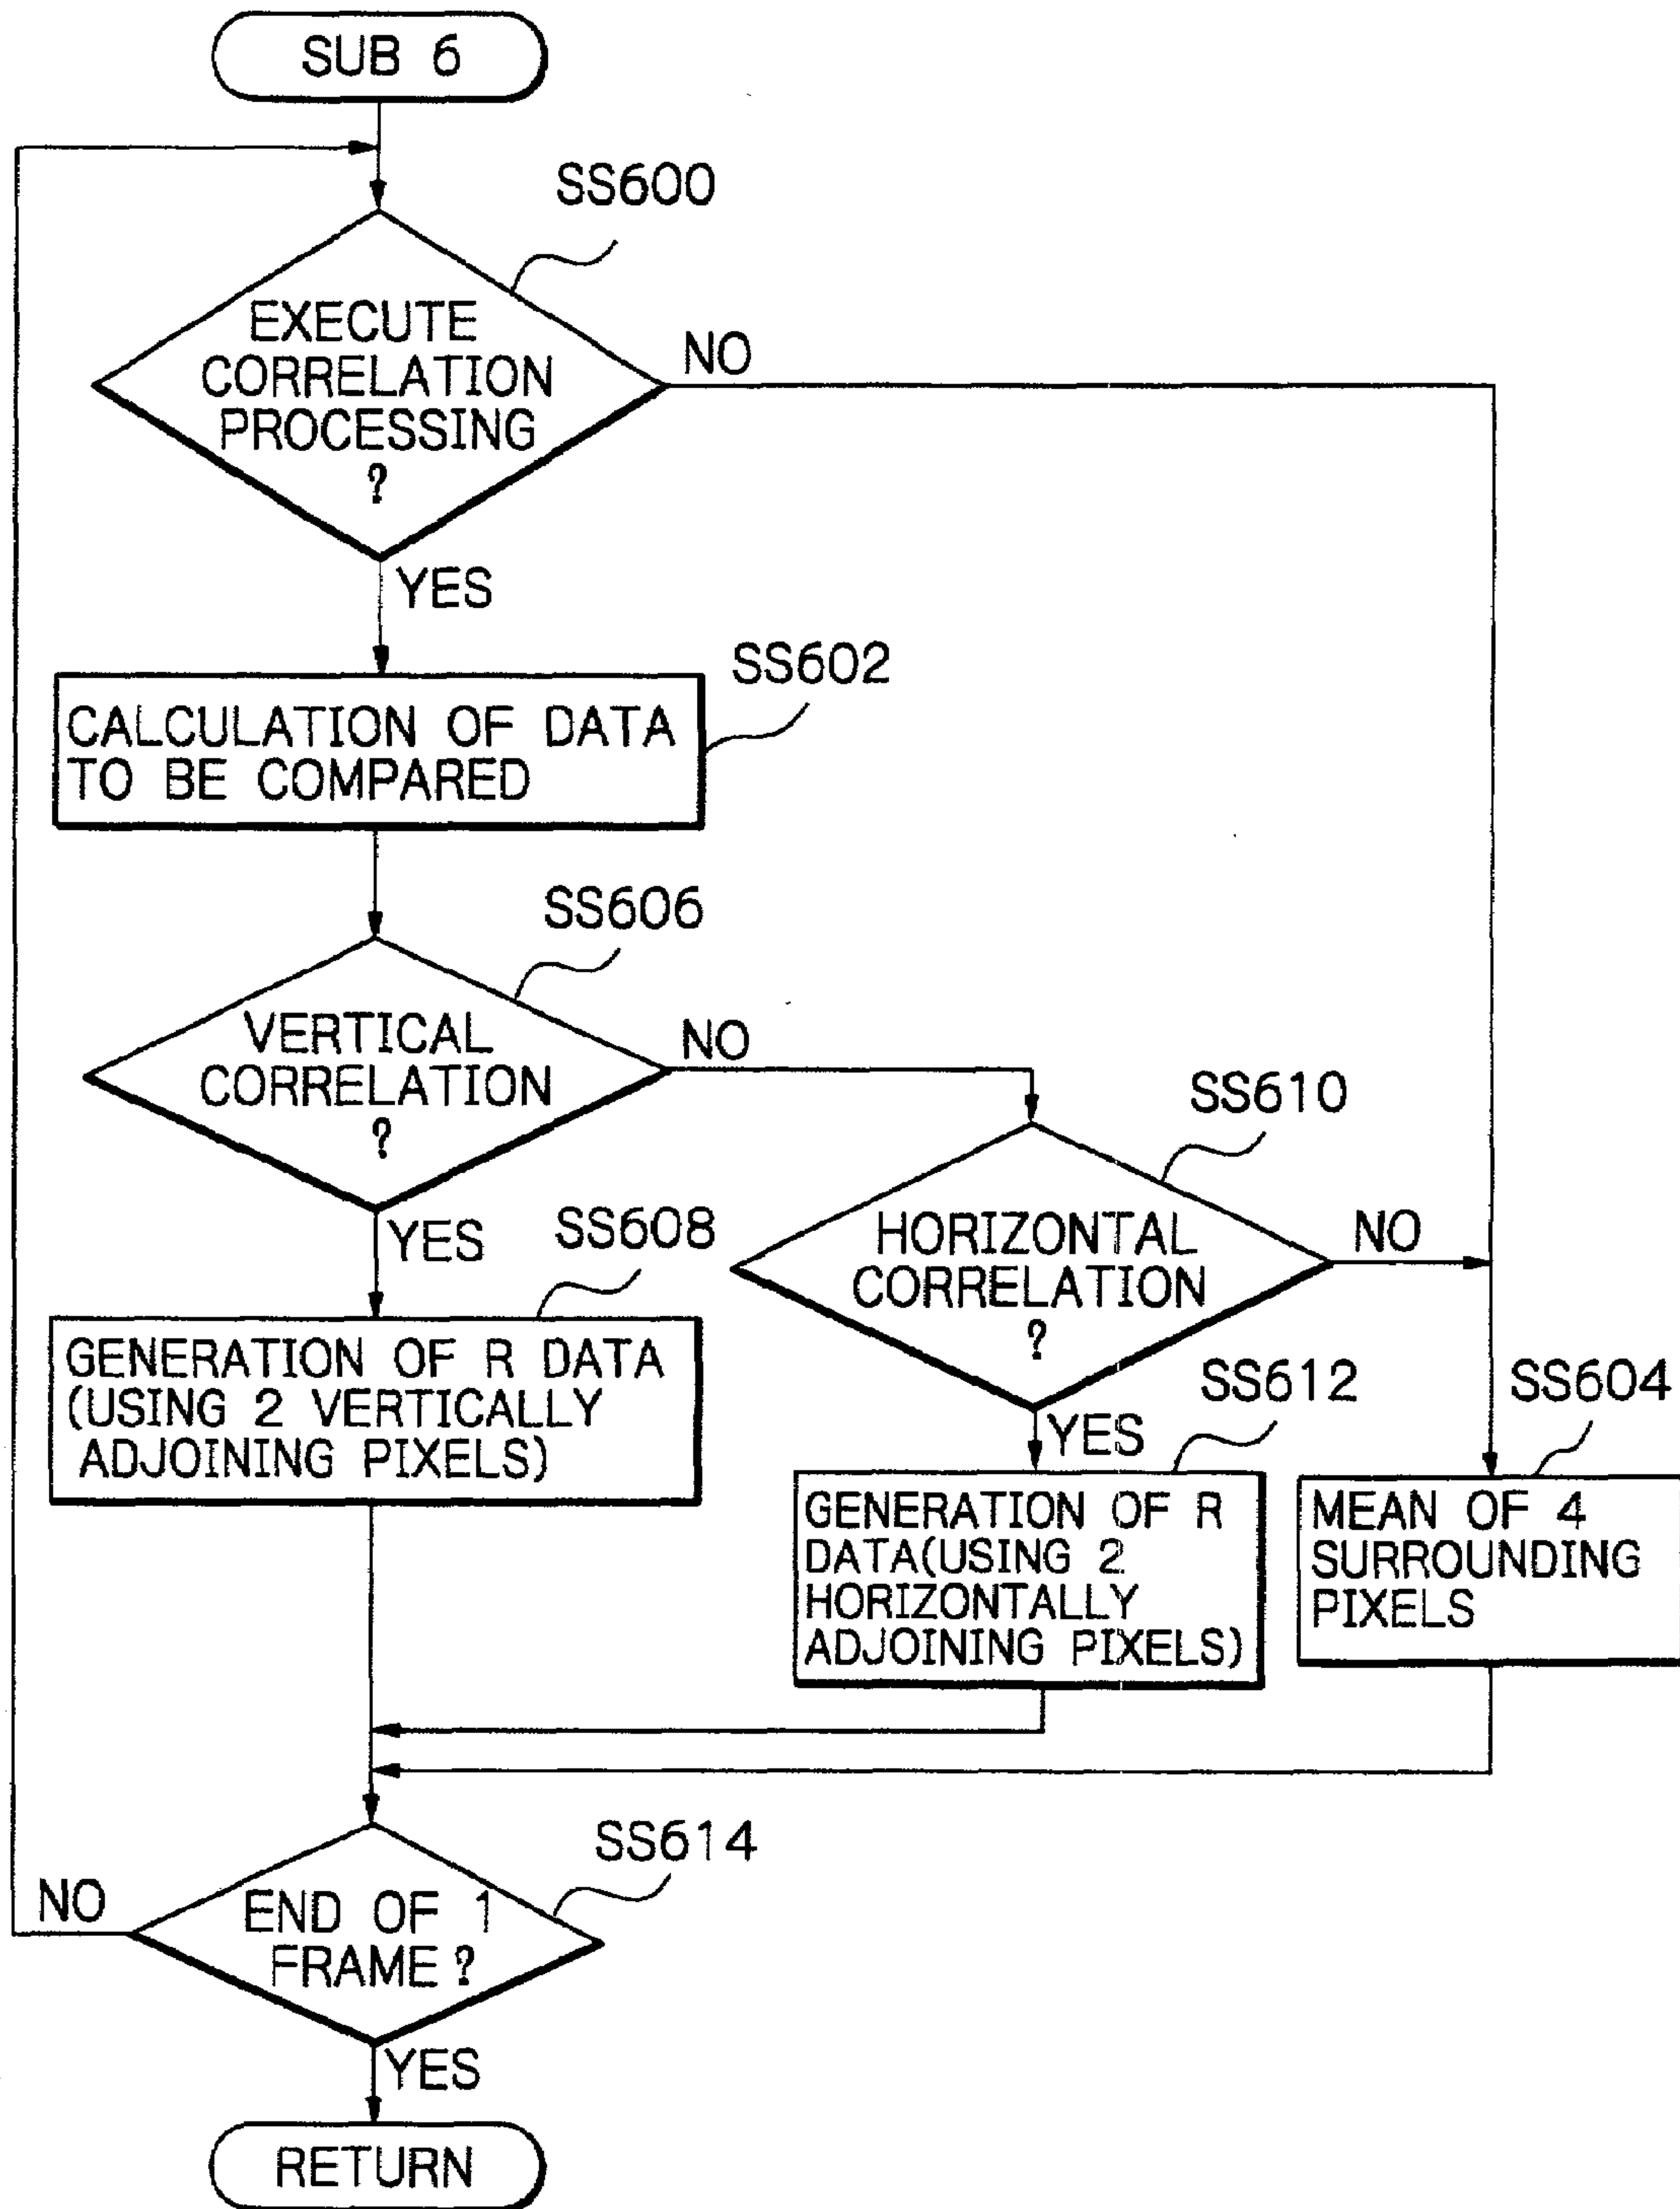 SUB 6
SS600
EXECUTE
CORRELATION
PROCESSING
?
NO
YES
SS602
CALCULATION OF DATA
TO BE COMPARED
SS606
VERTICAL
CORRELATION
?
NO
YES
SS610
HORIZONTAL
CORRELATION
?
NO
YES
SS608
GENERATION OF R DATA
(USING 2 VERTICALLY
ADJOINING PIXELS)
SS612
GENERATION OF R
DATA(USING 2
HORIZONTALLY
ADJOINING PIXELS)
SS604
MEAN OF 4
SURROUNDING
PIXELS
SS614
END OF 1
FRAME ?
NO
YES
RETURN